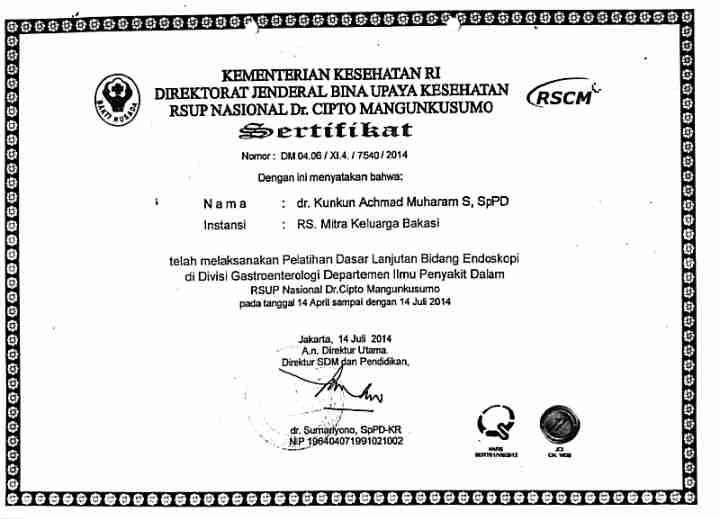 KEMENTERIAN KESEHATAN RI
DIREKTORAT JENDERAL BINA UPAYA KESEHATAN
RSUP NASIONAL Dr. CIPTO MANGUNKUSUMO
BAKTI HUSADA
RSCM
Sertifikat
Nomor : DM 04.06 / XI.4. / 7540 / 2014
Dengan ini menyatakan bahwa:
N a m a : dr. Kunkun Achmad Muharam S, SpPD
Instansi : RS. Mitra Keluarga Bakasi
telah melaksanakan Pelatihan Dasar Lanjutan Bidang Endoskopi
di Divisi Gastroenterologi Departemen Ilmu Penyakit Dalam
RSUP Nasional Dr.Cipto Mangunkusumo
pada tanggal 14 April sampai dengan 14 Juli 2014
Jakarta, 14 Juli 2014
A.n. Direktur Utama.
Direktur SDM dan Pendidikan,
dr. Sumariyono, SpPD-KR
NIP 196404071991021002